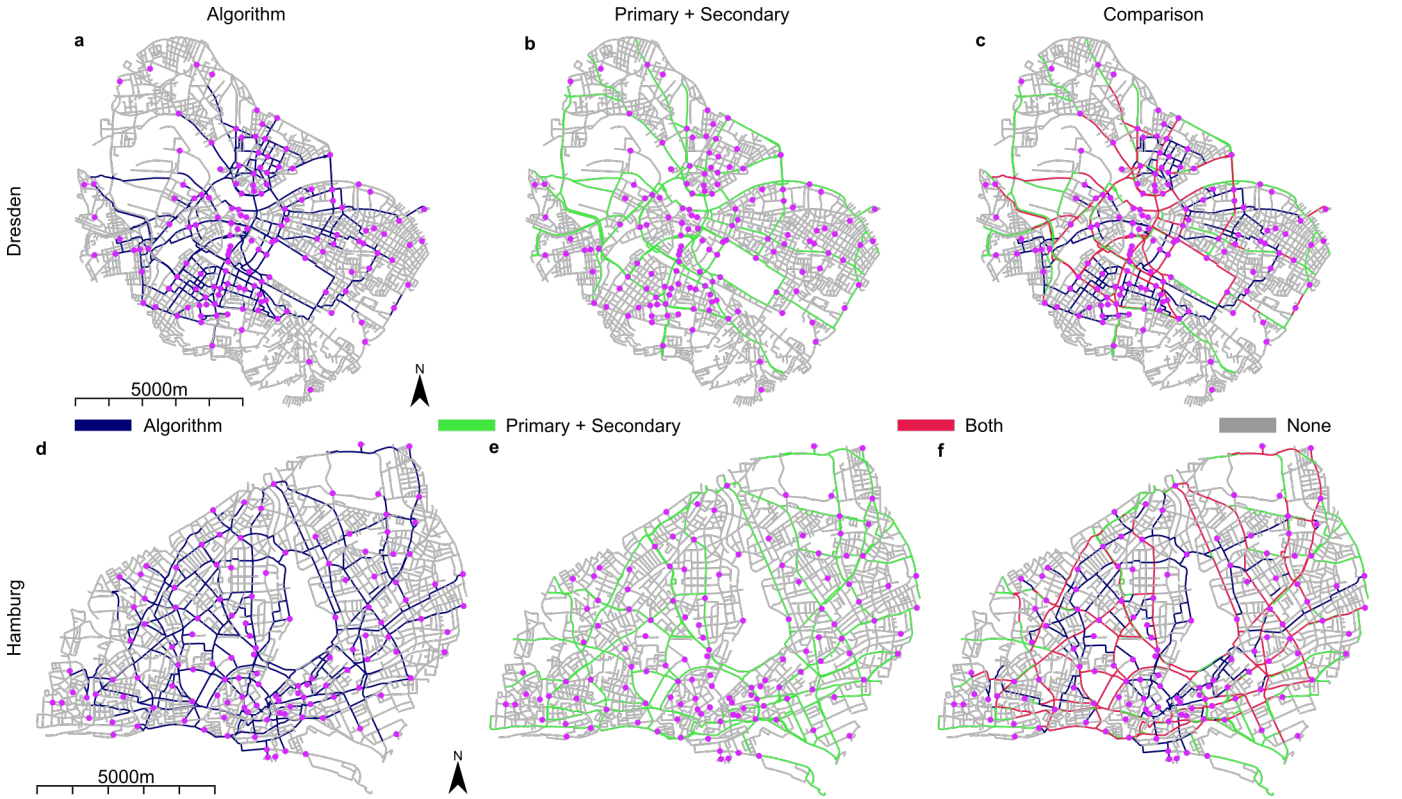 Algorithm
Primary + Secondary
Comparison
a
b
c
Dresden
5000m
N
Algorithm
Primary + Secondary
Both
None
d
e
f
Hamburg
5000m
N